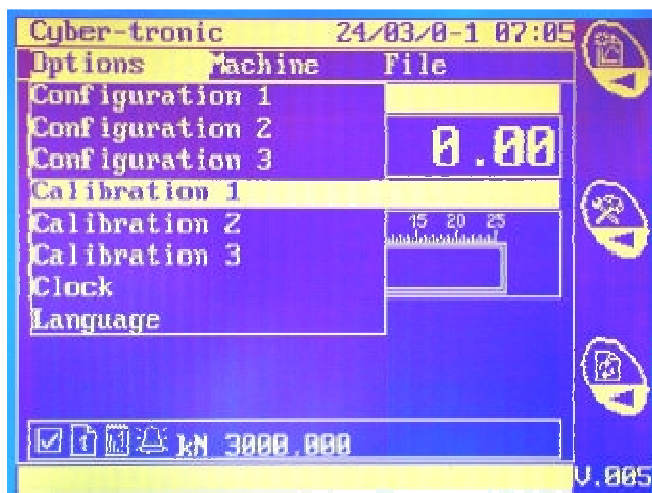 Cyber-tronic 24/03/0-1 07:05
Options Machine File
Configuration 1
Configuration 2
0.00
Configuration 3
Calibration 1
Calibration 2
15 20 25
Calibration 3
Clock
Language
kN 3000.000
V.005